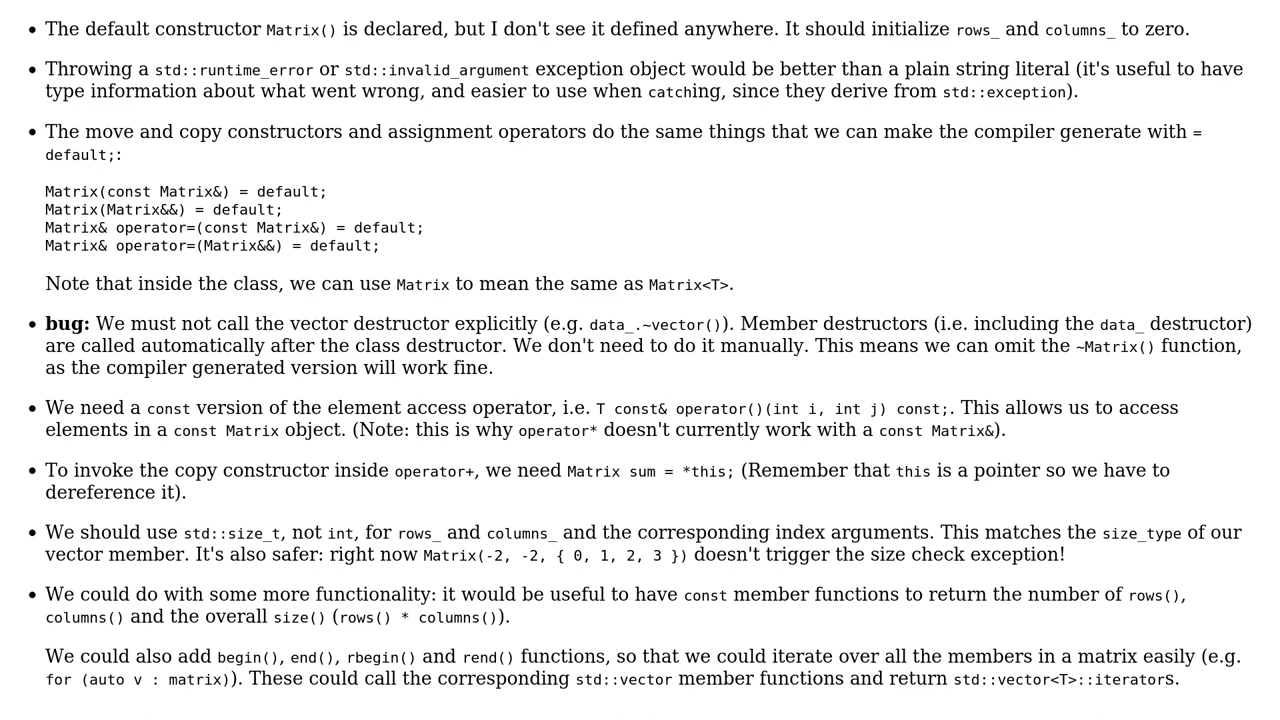 • The default constructor Matrix() is declared, but I don't see it defined anywhere. It should initialize rows_ and columns_ to zero.
• Throwing a std::runtime_error or std::invalid_argument exception object would be better than a plain string literal (it's useful to have
type information about what went wrong, and easier to use when catching, since they derive from std::exception).
• The move and copy constructors and assignment operators do the same things that we can make the compiler generate with =
default;:
Matrix(const Matrix&) = default;
Matrix(Matrix&&) = default;
Matrix& operator=(const Matrix&) = default;
Matrix& operator=(Matrix&&) = default;
Note that inside the class, we can use Matrix to mean the same as Matrix<T>.
• bug: We must not call the vector destructor explicitly (e.g. data_.~vector()). Member destructors (i.e. including the data_ destructor)
are called automatically after the class destructor. We don't need to do it manually. This means we can omit the ~Matrix() function,
as the compiler generated version will work fine.
• We need a const version of the element access operator, i.e. T const& operator()(int i, int j) const;. This allows us to access
elements in a const Matrix object. (Note: this is why operator* doesn't currently work with a const Matrix&).
• To invoke the copy constructor inside operator+, we need Matrix sum = *this; (Remember that this is a pointer so we have to
dereference it).
• We should use std::size_t, not int, for rows_ and columns_ and the corresponding index arguments. This matches the size_type of our
vector member. It's also safer: right now Matrix(-2, -2, { 0, 1, 2, 3 }) doesn't trigger the size check exception!
• We could do with some more functionality: it would be useful to have const member functions to return the number of rows(),
columns() and the overall size() (rows() * columns()).
We could also add begin(), end(), rbegin() and rend() functions, so that we could iterate over all the members in a matrix easily (e.g.
for (auto v : matrix)). These could call the corresponding std::vector member functions and return std::vector<T>::iterators.